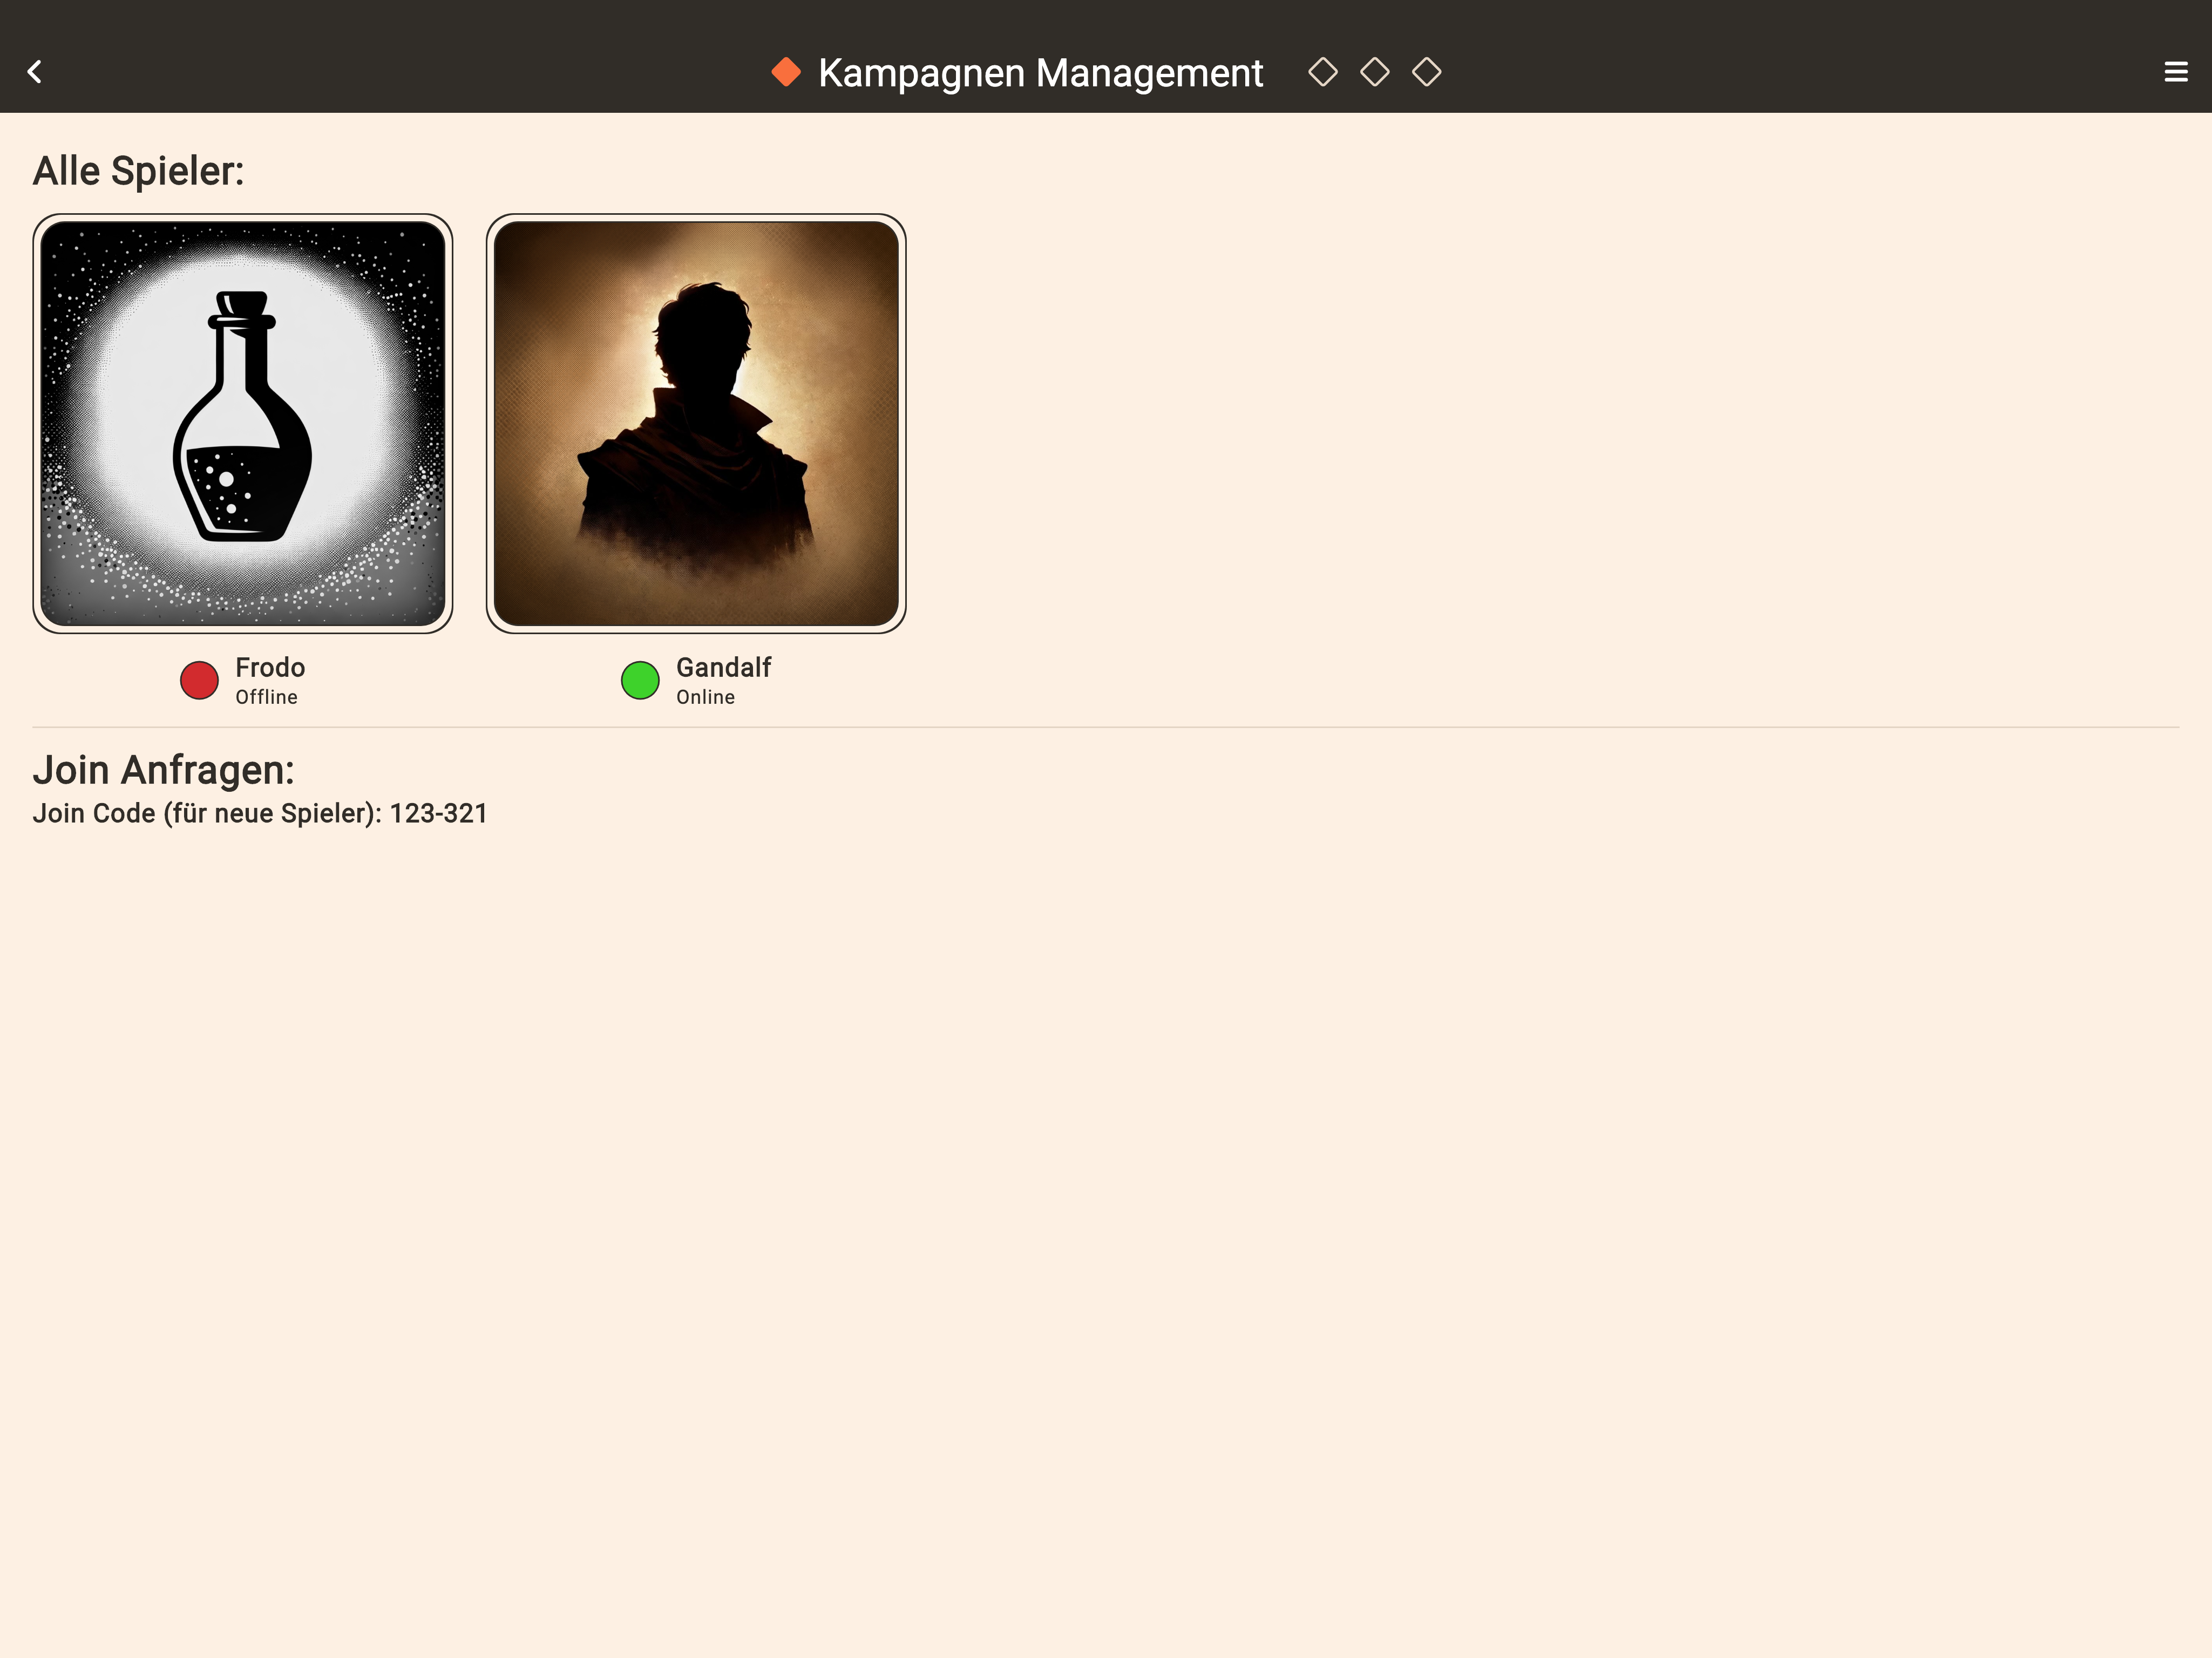 Kampagnen Management
Alle Spieler:
Frodo
Offline
Gandalf
Online
Join Anfragen:
Join Code (für neue Spieler): 123-321